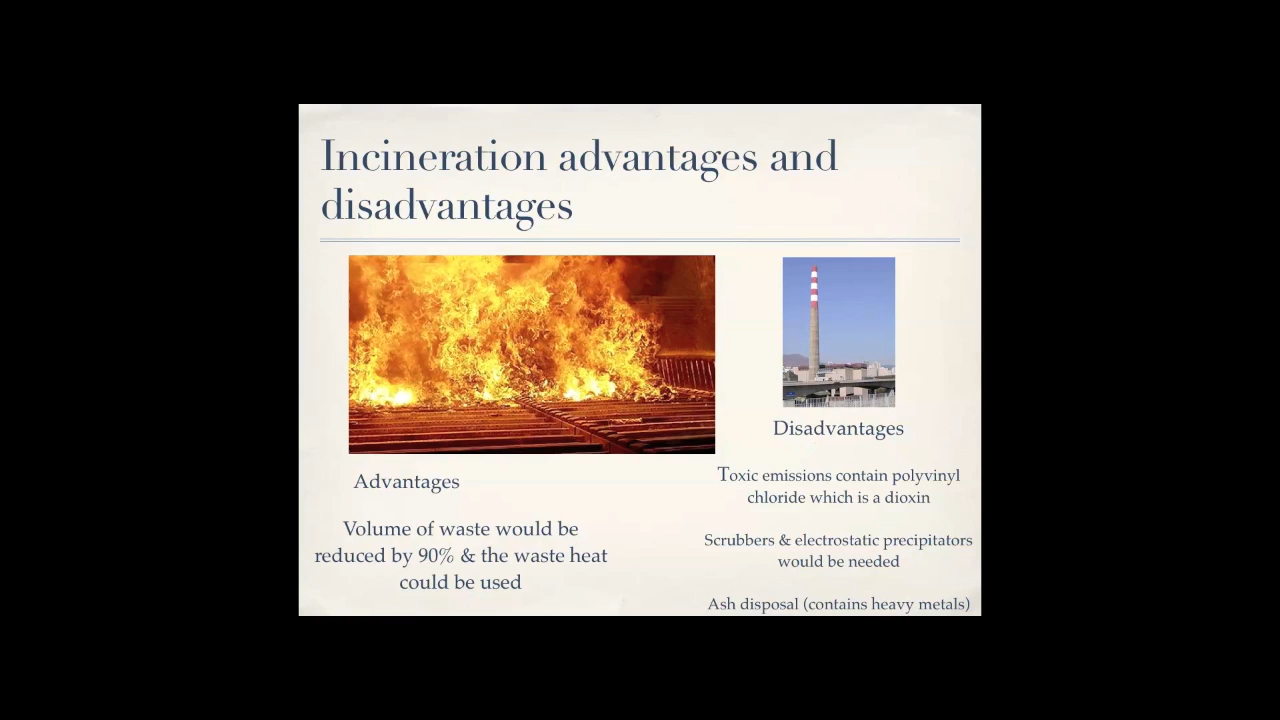 Incineration advantages and
disadvantages
Advantages
Volume of waste would be
reduced by 90% & the waste heat
could be used
Disadvantages
Toxic emissions contain polyvinyl
chloride which is a dioxin
Scrubbers & electrostatic precipitators
would be needed
Ash disposal (contains heavy metals)